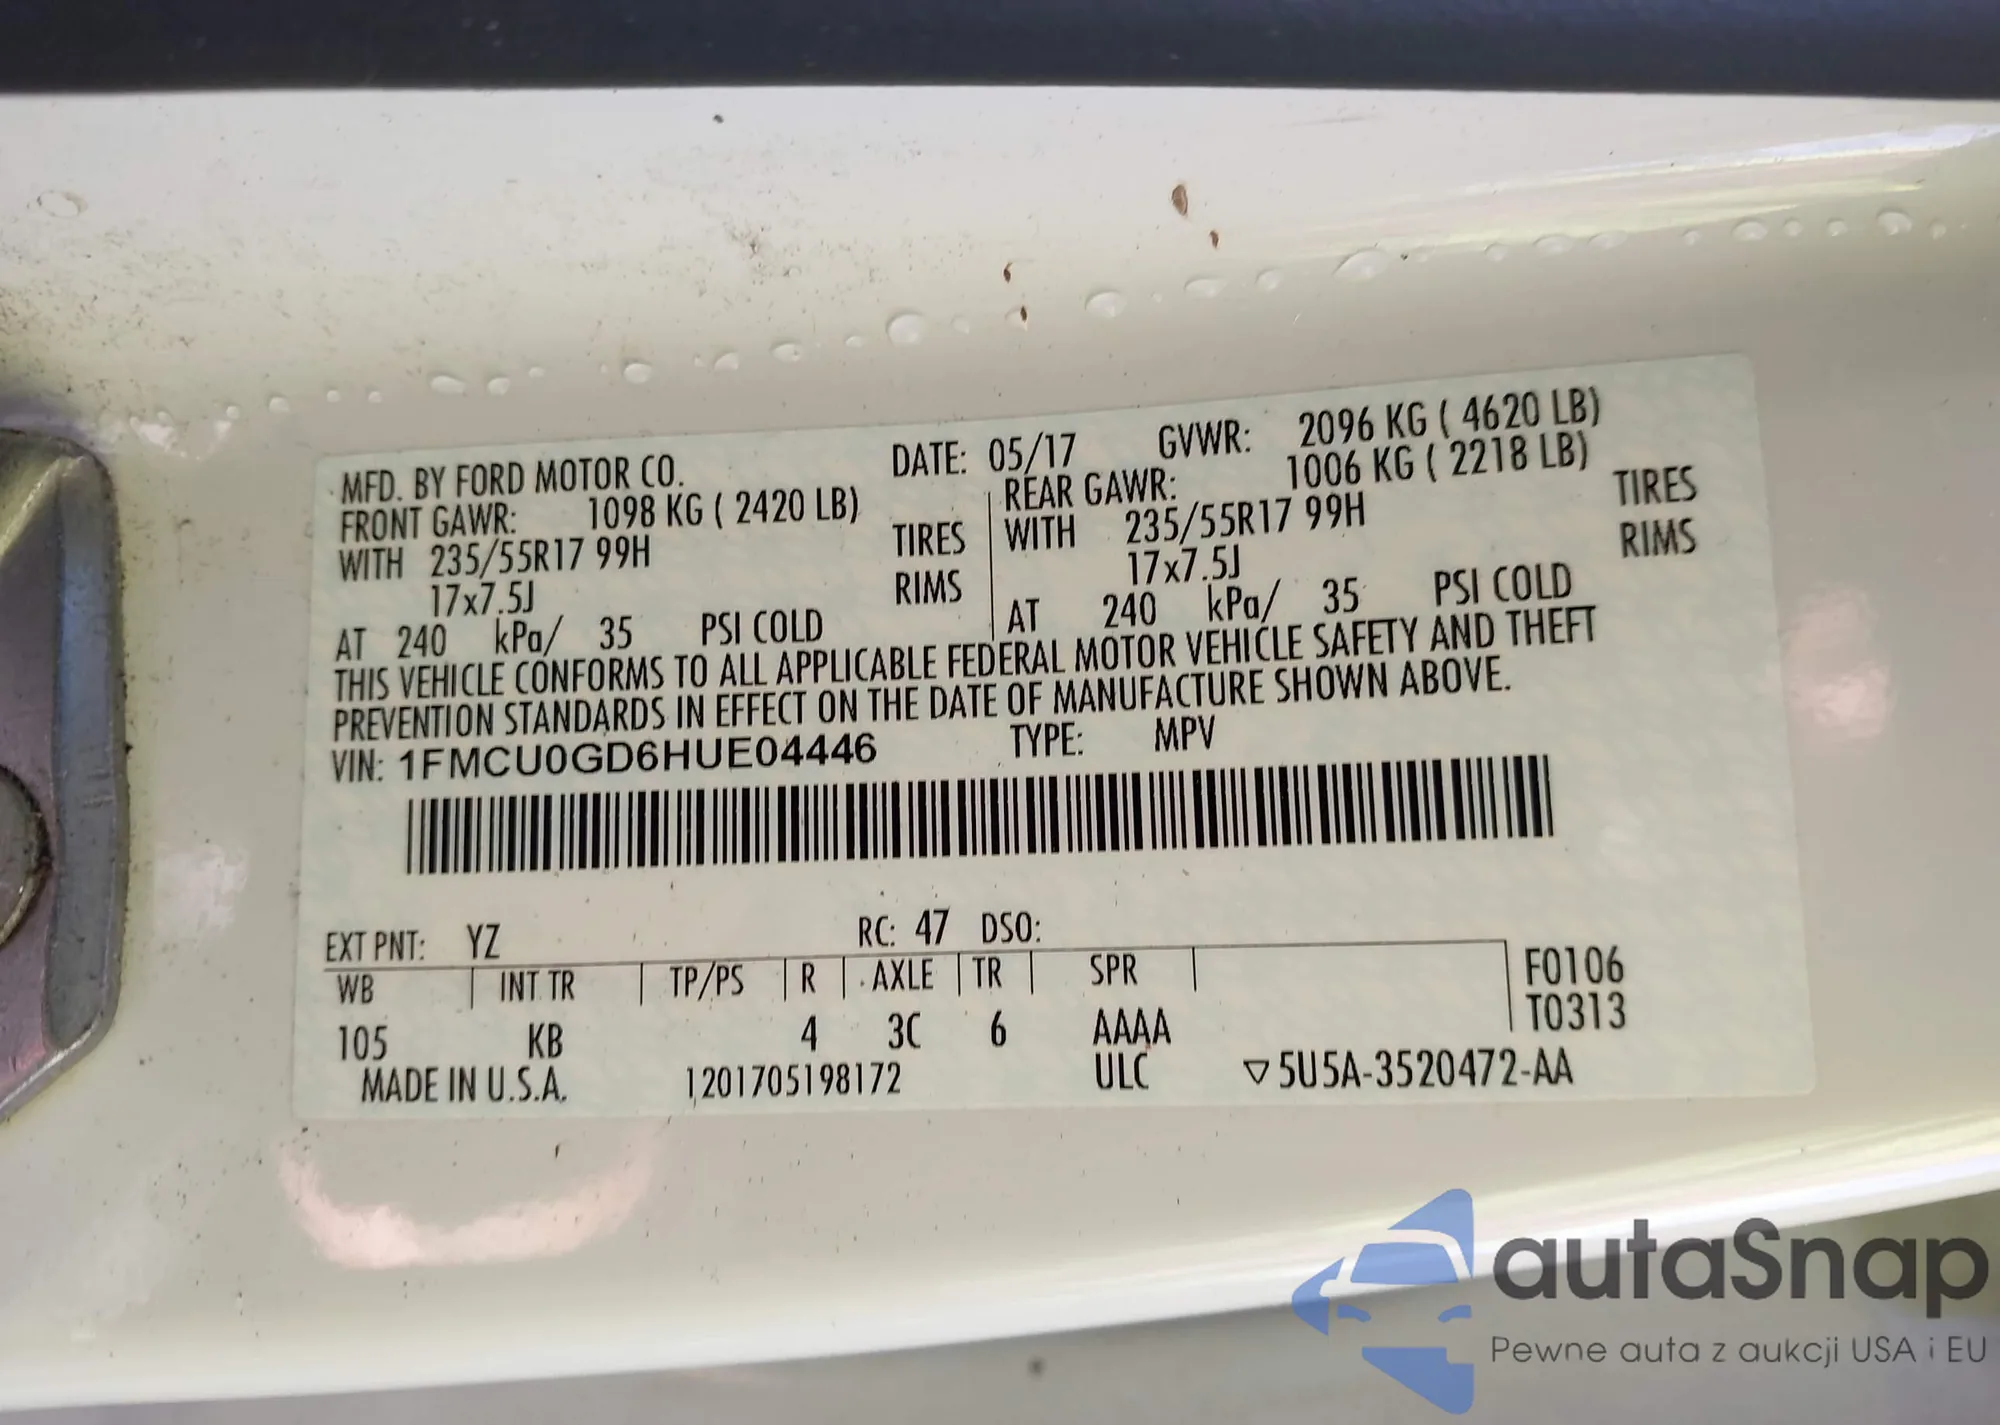 MFD. BY FORD MOTOR CO. DATE: 05/17 GVWR: 2096 KG ( 4620 LB)
FRONT GAWR: 1098 KG ( 2420 LB) REAR GAWR: 1006 KG ( 2218 LB)
WITH 235/55R17 99H TIRES WITH 235/55R17 99H TIRES
17x7.5J RIMS 17x7.5J RIMS
AT 240 kPa/ 35 PSI COLD AT 240 kPa/ 35 PSI COLD
THIS VEHICLE CONFORMS TO ALL APPLICABLE FEDERAL MOTOR VEHICLE SAFETY AND THEFT
PREVENTION STANDARDS IN EFFECT ON THE DATE OF MANUFACTURE SHOWN ABOVE.
VIN: 1FMCU0GD6HUE04446 TYPE: MPV
EXT PNT: YZ RC: 47 DSO:
WB INT TR TP/PS R AXLE TR SPR F0106
T0313
105 KB 4 3C 6 AAAA
MADE IN U.S.A. 1201705198172 ULC ▽5U5A-3520472-AA
autaSnap
Pewne auta z aukcji USA i EU